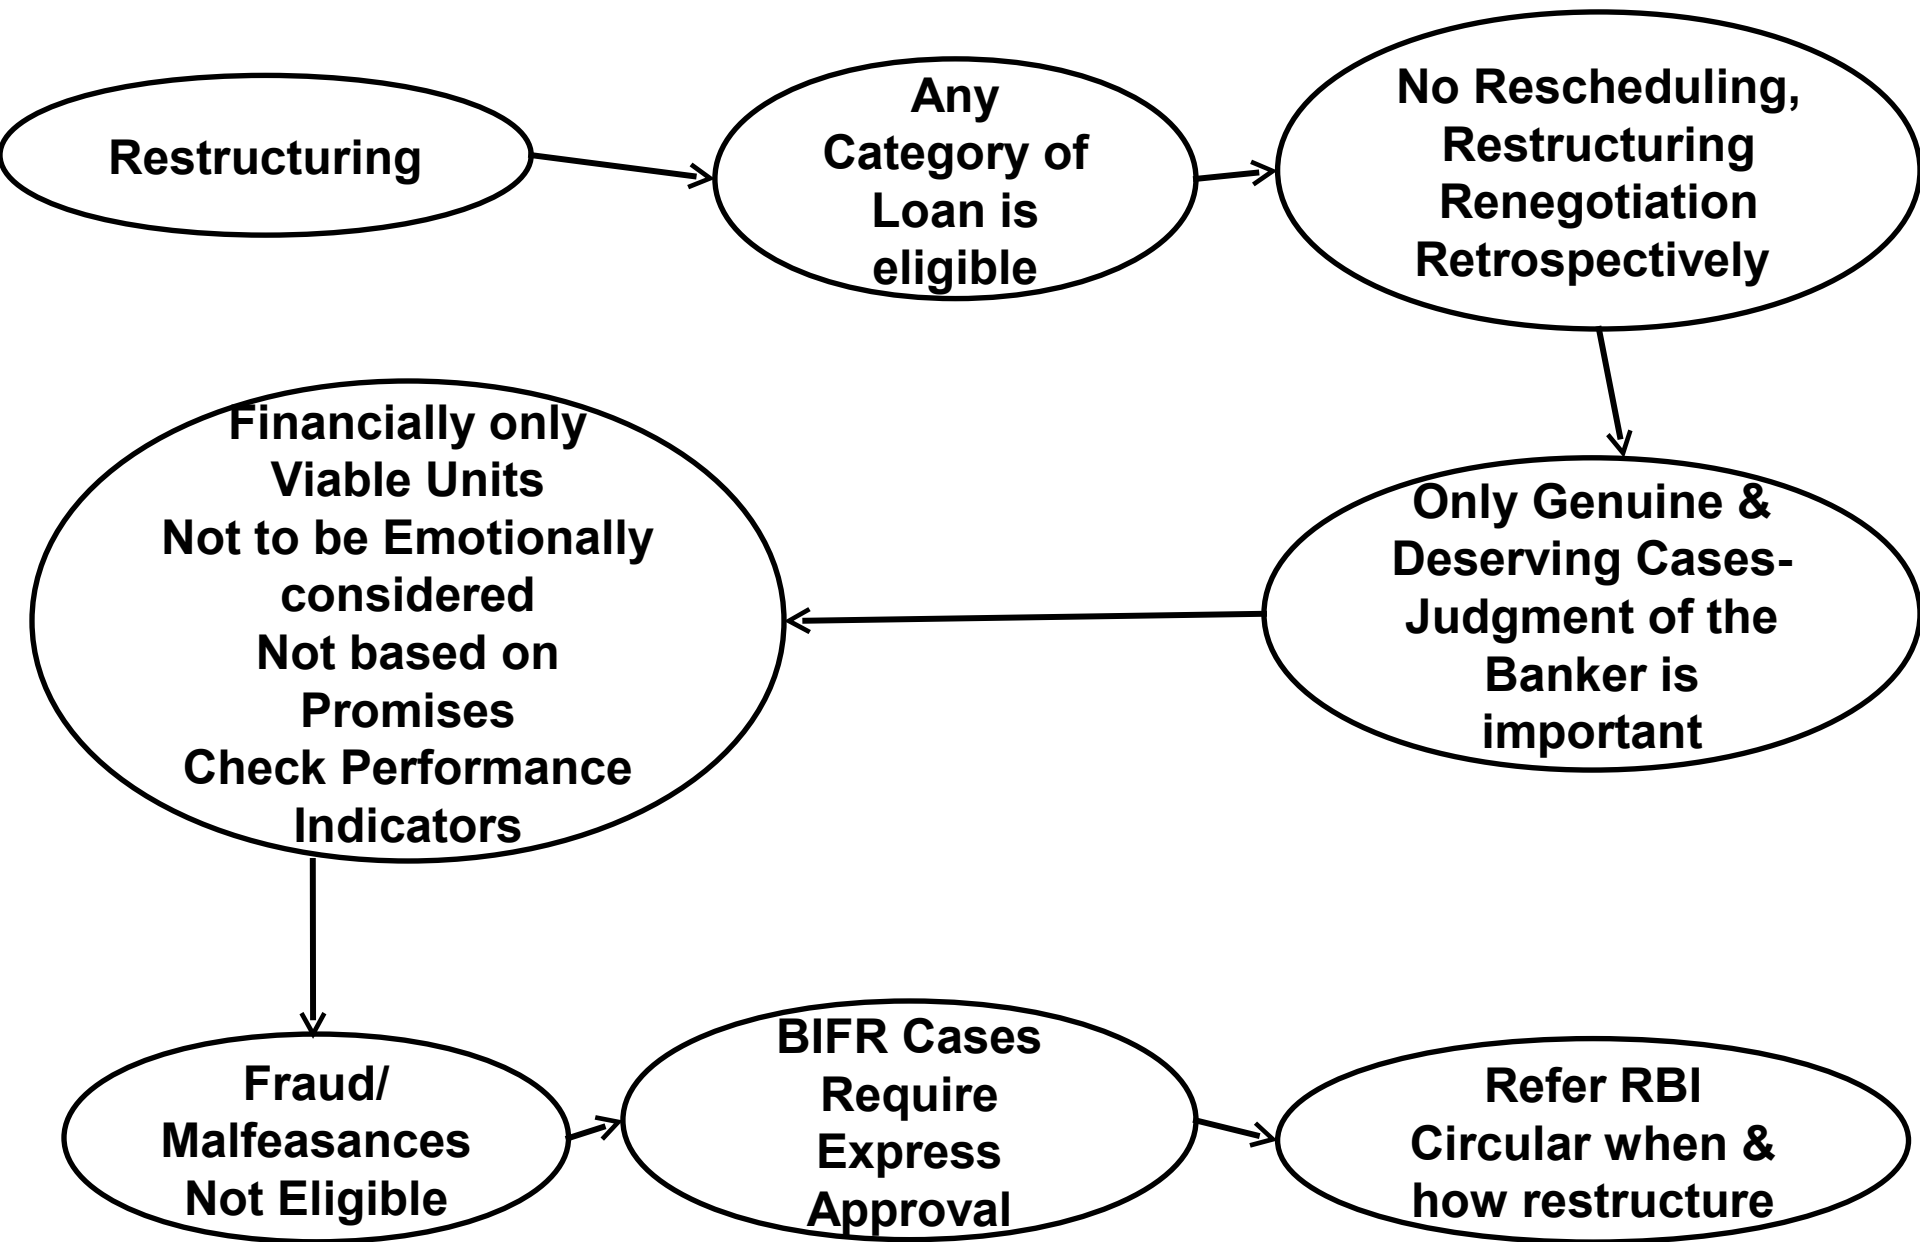 Restructuring
Any
Category of
Loan is
eligible
No Rescheduling,
Restructuring
Renegotiation
Retrospectively
Only Genuine &
Deserving Cases-
Judgment of the
Banker is
important
Financially only
Viable Units
Not to be Emotionally
considered
Not based on
Promises
Check Performance
Indicators
Fraud/
Malfeasances
Not Eligible
BIFR Cases
Require
Express
Approval
Refer RBI
Circular when &
how restructure